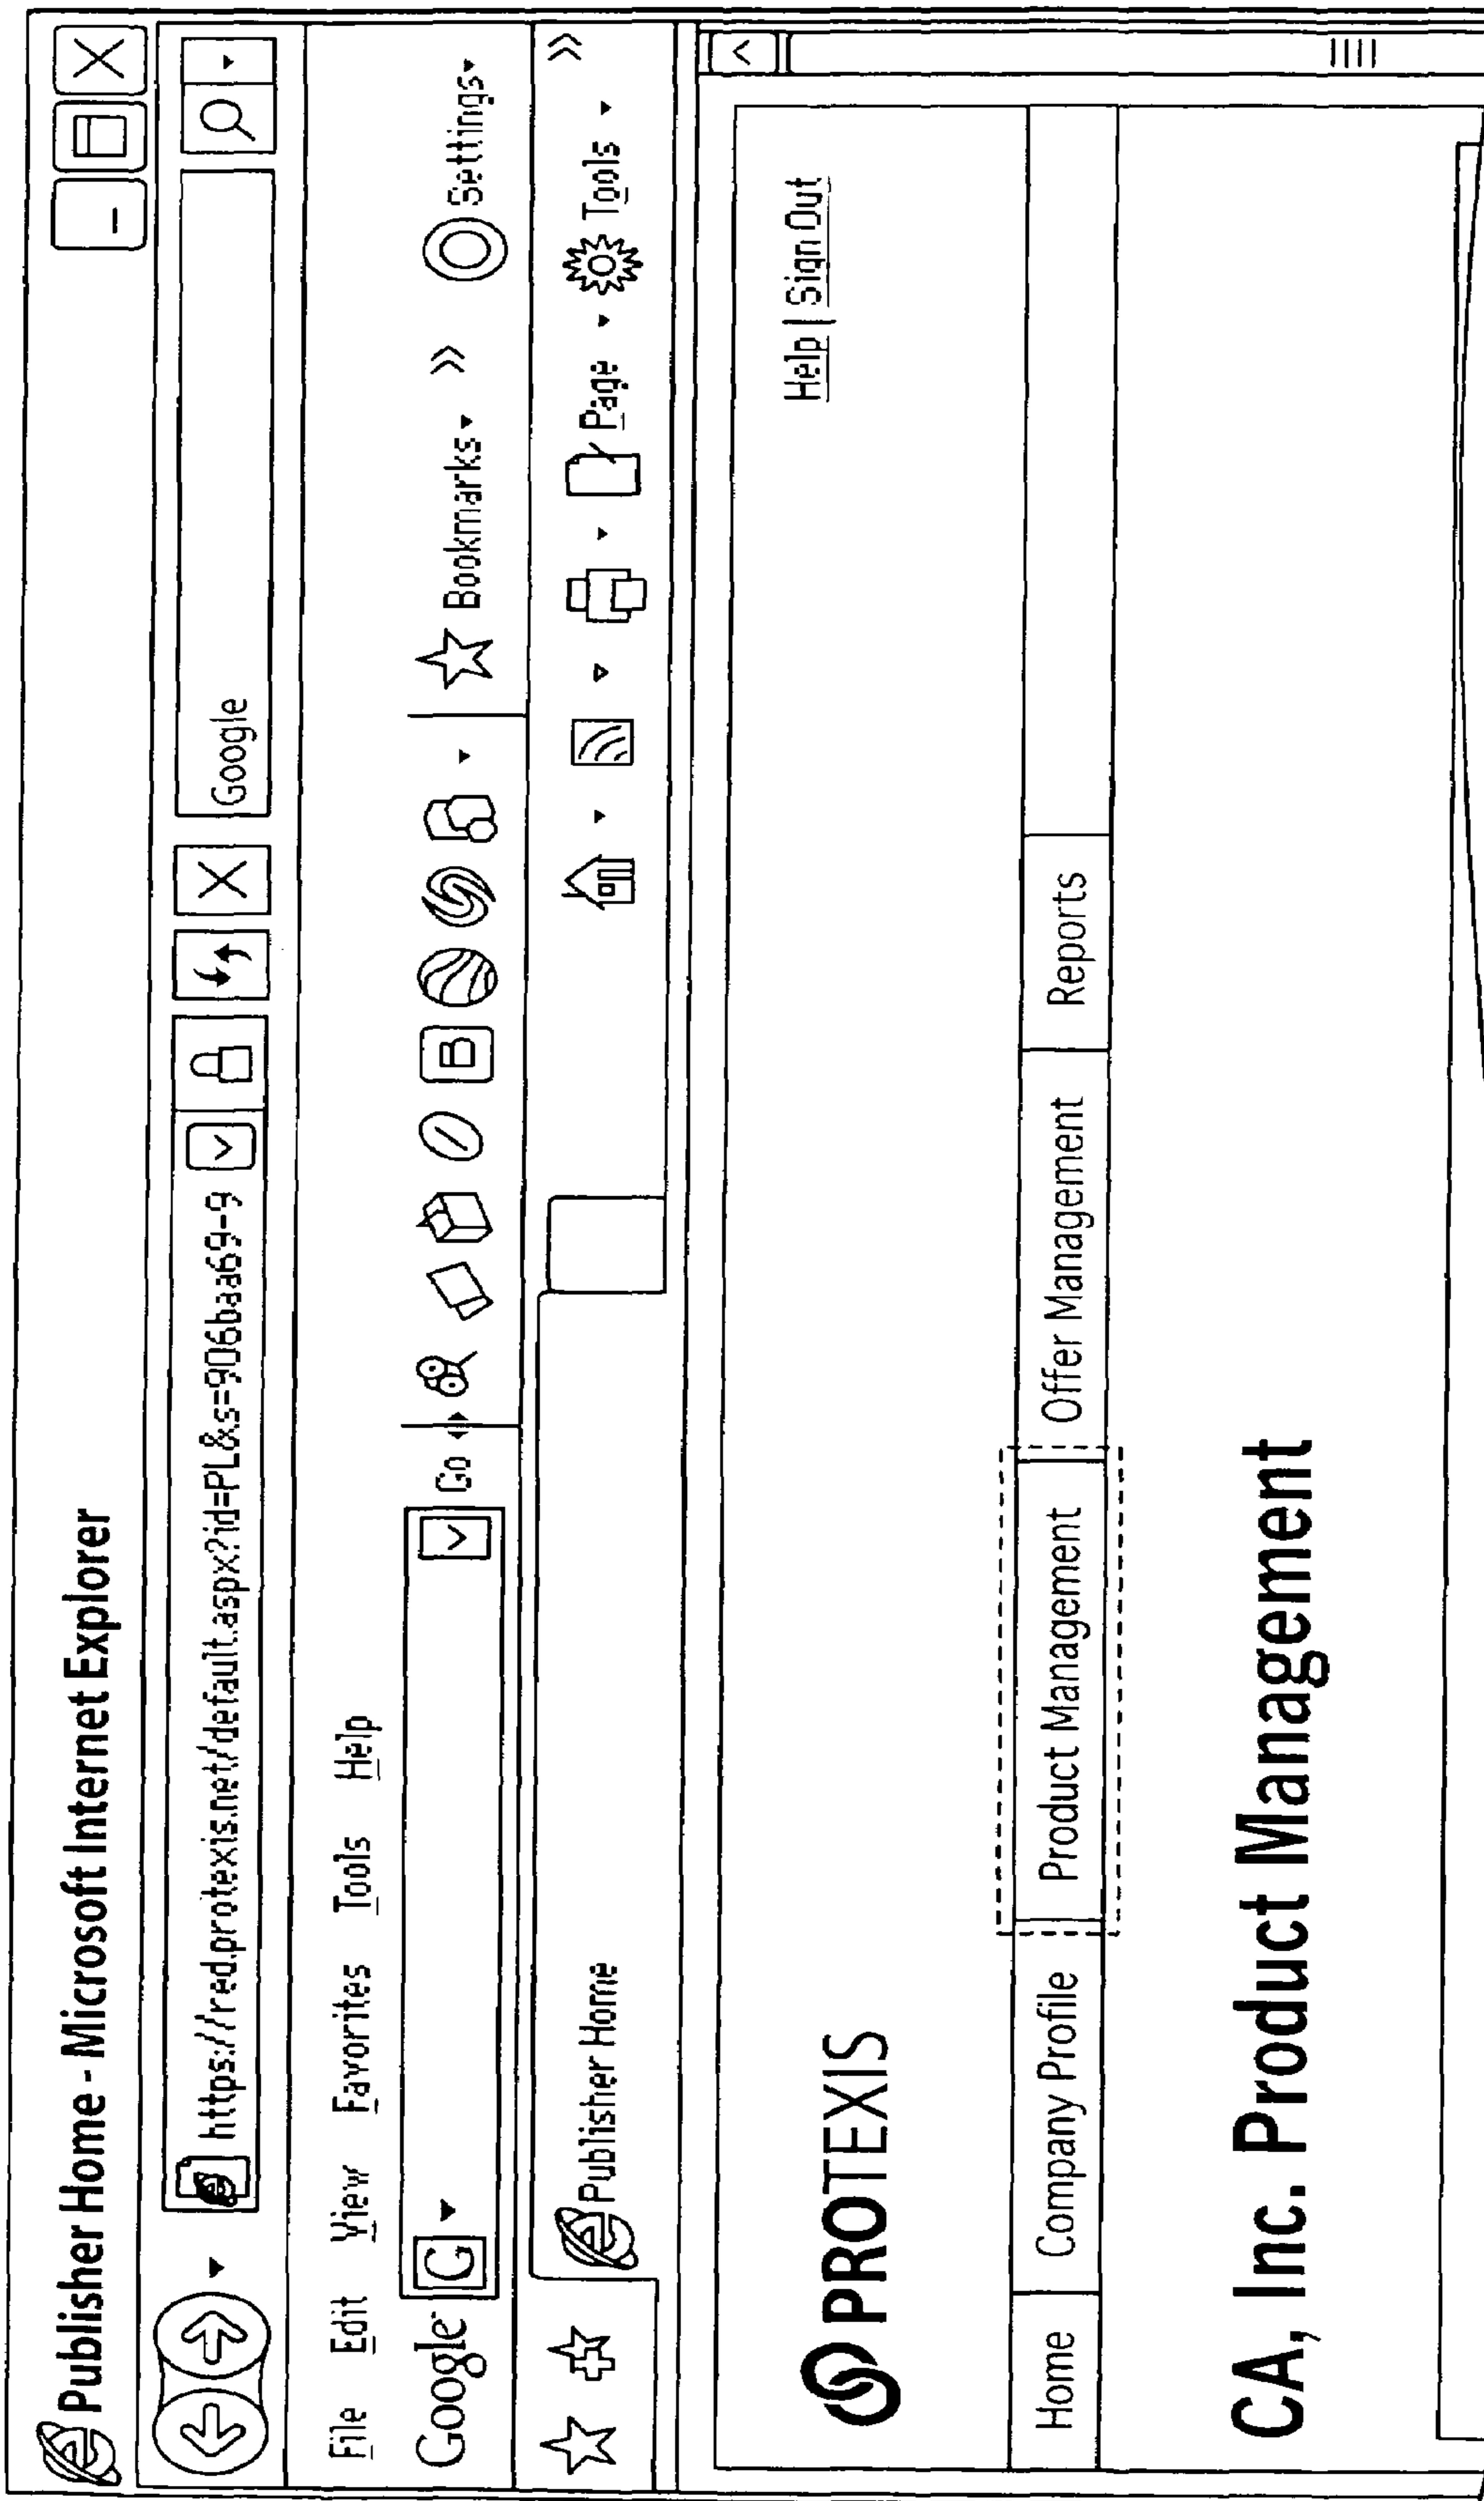 Publisher Home - Microsoft Internet Explorer
https://red.protexis.net/default.aspx?id=PL&s=906baa69-9
Google
File Edit View Favorites Tools Help
Google G Go B Bookmarks Settings
Publisher Home Page Tools
Help | Sign Out
PROTEXIS
Home Company Profile Product Management Offer Management Reports
CA, Inc. Product Management